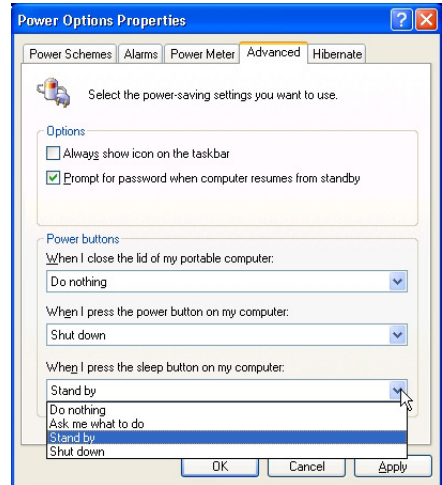 Power Options Properties
Power Schemes Alarms Power Meter Advanced Hibernate
Select the power-saving settings you want to use.
Options
Always show icon on the taskbar
Prompt for password when computer resumes from standby
Power buttons
When I close the lid of my portable computer:
Do nothing
When I press the power button on my computer:
Shut down
When I press the sleep button on my computer:
Stand by
Do nothing
Ask me what to do
Stand by
Shut down
OK Cancel Apply